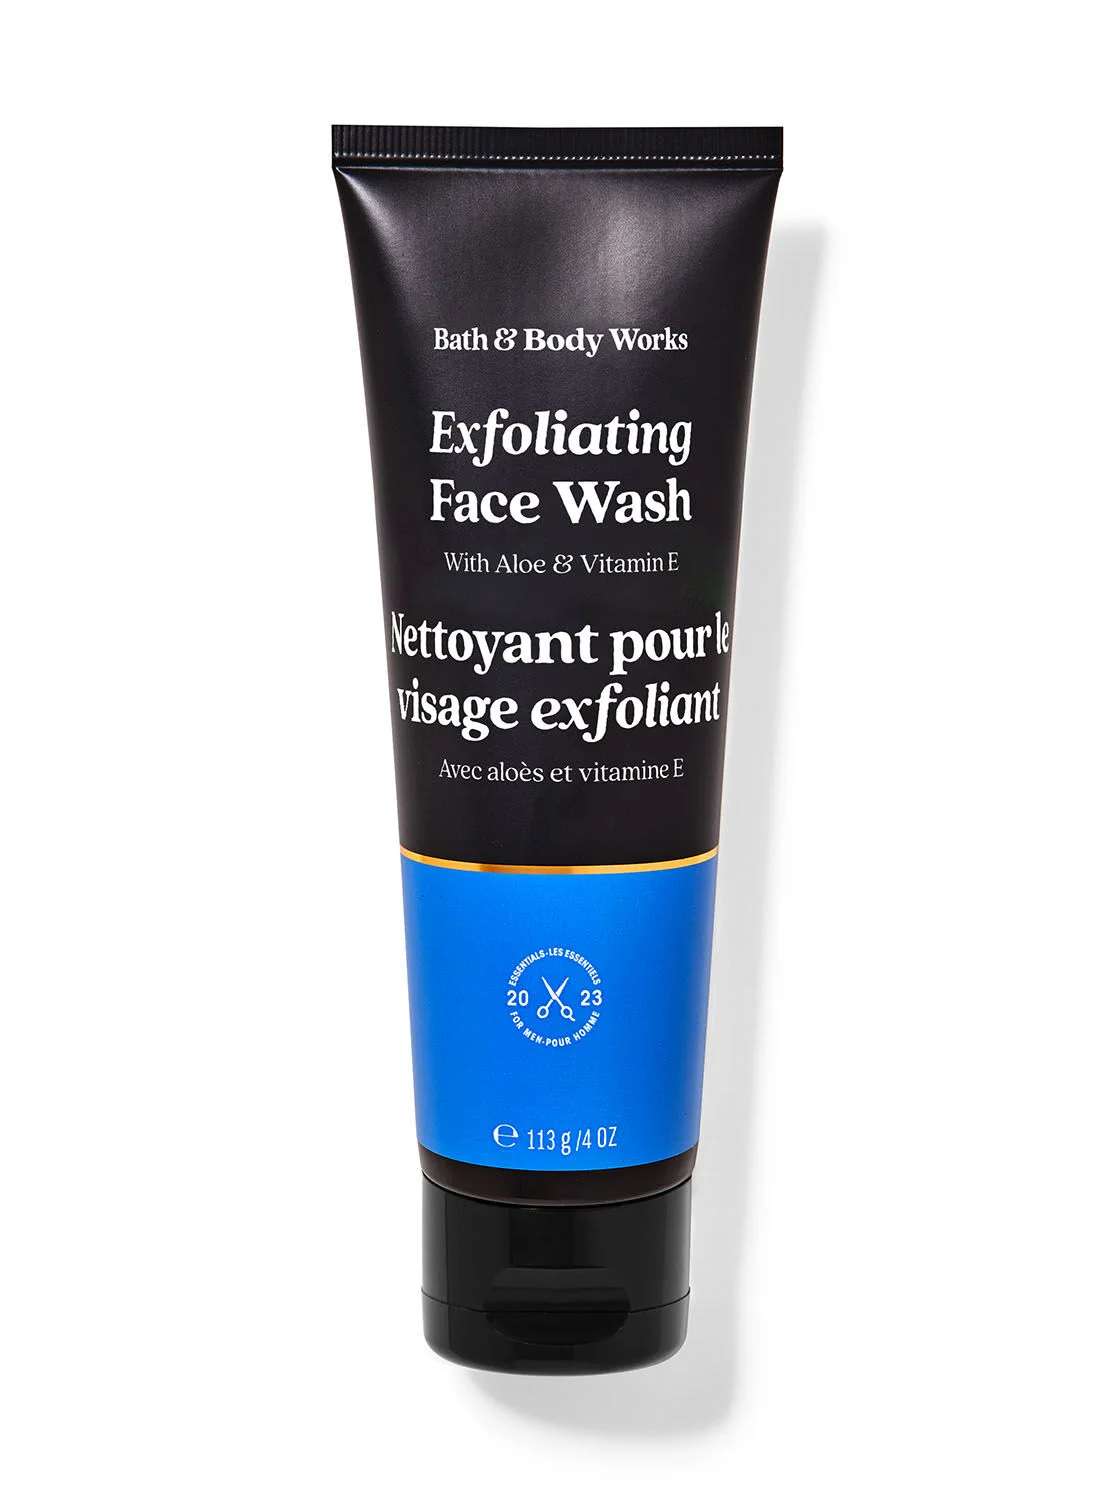 Bath & Body Works
Exfoliating
Face Wash
With Aloe & Vitamin E
Nettoyant pour le
visage exfoliant
Avec aloès et vitamine E
ESSENTIALS · LES ESSENTIELS
20 23
FOR MEN · POUR HOMME
℮ 113 g / 4 OZ